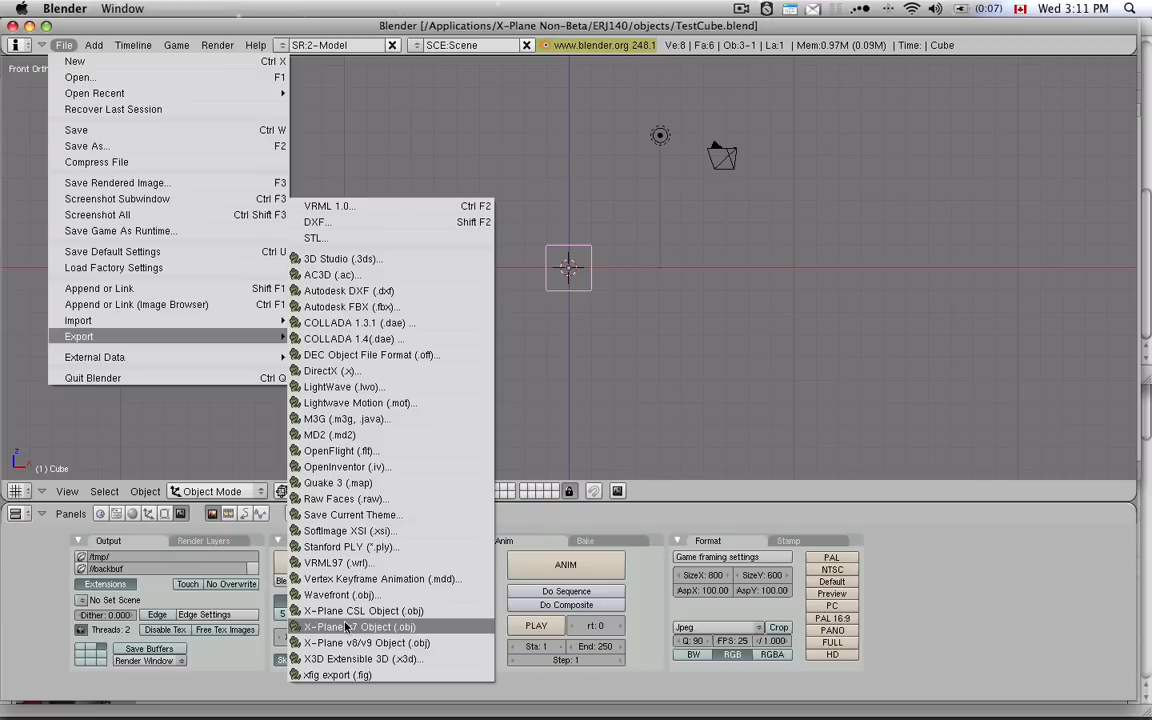 Blender Window (0:07) Wed 3:11 PM
Blender [/Applications/X-Plane Non-Beta/ERJ140/objects/TestCube.blend]
File Add Timeline Game Render Help SR:2-Model SCE:Scene www.blender.org 248.1 Ve:8 | Fa:6 | Ob:3-1 | La:1 | Mem:0.97M (0.09M) | Time: | Cube
Front Orth
New Ctrl X
Open... F1
Open Recent
Recover Last Session
Save Ctrl W
Save As... F2
Compress File
Save Rendered Image... F3
Screenshot Subwindow Ctrl F3
Screenshot All Ctrl Shift F3
Save Game As Runtime...
Save Default Settings Ctrl U
Load Factory Settings
Append or Link Shift F1
Append or Link (Image Browser) Ctrl F1
Import
Export
External Data
Quit Blender Ctrl Q
VRML 1.0... Ctrl F2
DXF... Shift F2
STL...
3D Studio (.3ds)...
AC3D (.ac)...
Autodesk DXF (.dxf)
Autodesk FBX (.fbx)...
COLLADA 1.3.1 (.dae) ...
COLLADA 1.4(.dae) ...
DEC Object File Format (.off)...
DirectX (.x)...
LightWave (.lwo)...
Lightwave Motion (.mot)...
M3G (.m3g, .java)...
MD2 (.md2)
OpenFlight (.flt)...
OpenInventor (.iv)...
Quake 3 (.map)
Raw Faces (.raw)...
Save Current Theme...
SoftImage XSI (.xsi)...
Stanford PLY (*.ply)...
VRML97 (.wrl)...
Vertex Keyframe Animation (.mdd)...
Wavefront (.obj)...
X-Plane CSL Object (.obj)
X-Plane v7 Object (.obj)
X-Plane v8/v9 Object (.obj)
X3D Extensible 3D (.x3d)...
xfig export (.fig)
z
x
(1) Cube
View Select Object Object Mode
Panels
Output Render Layers
/tmp/
//backbuf
Extensions Touch No Overwrite
No Set Scene
Dither: 0.000 Edge Edge Settings
Threads: 2 Disable Tex Free Tex Images
Save Buffers
Render Window
Anim Bake
ANIM
Do Sequence
Do Composite
PLAY rt: 0
Sta: 1 End: 250
Step: 1
Format Stamp
Game framing settings
SizeX: 800 SizeY: 600
AspX: 100.00 AspY: 100.00
Jpeg Crop
Q: 90 FPS: 25 / 1.000
BW RGB RGBA
PAL
NTSC
Default
Preview
PC
PAL 16:9
PANO
FULL
HD